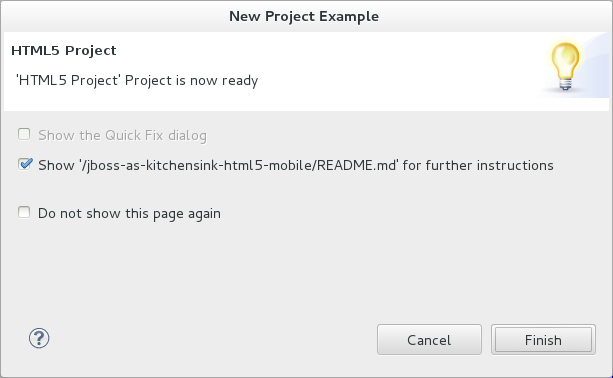 New Project Example
HTML5 Project
'HTML5 Project' Project is now ready
Show the Quick Fix dialog
Show '/jboss-as-kitchensink-html5-mobile/README.md' for further instructions
Do not show this page again
?
Cancel
Finish